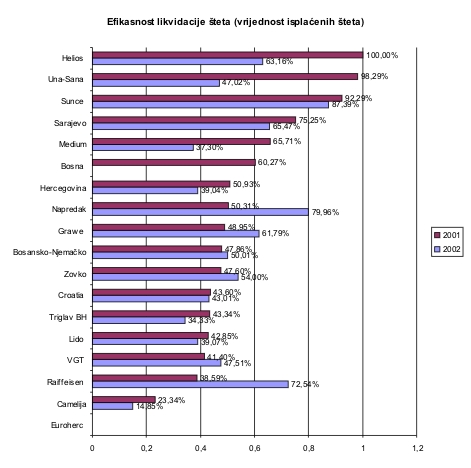 Efikasnost likvidacije šteta (vrijednost isplaćenih šteta)
Helios
100,00%
63,16%
Una-Sana
98,29%
47,02%
Sunce
92,29%
87,39%
Sarajevo
75,25%
65,47%
Medium
65,71%
37,30%
Bosna
60,27%
Hercegovina
50,93%
39,04%
Napredak
50,31%
79,96%
Grawe
48,95%
61,79%
Bosansko-Njemačko
47,86%
50,01%
Zovko
47,60%
54,00%
Croatia
43,60%
43,01%
Triglav BH
43,34%
34,33%
Lido
42,85%
39,07%
VGT
41,40%
47,51%
Raiffeisen
38,59%
72,54%
Camelija
23,34%
14,85%
Euroherc
2001
2002
0 0,2 0,4 0,6 0,8 1 1,2